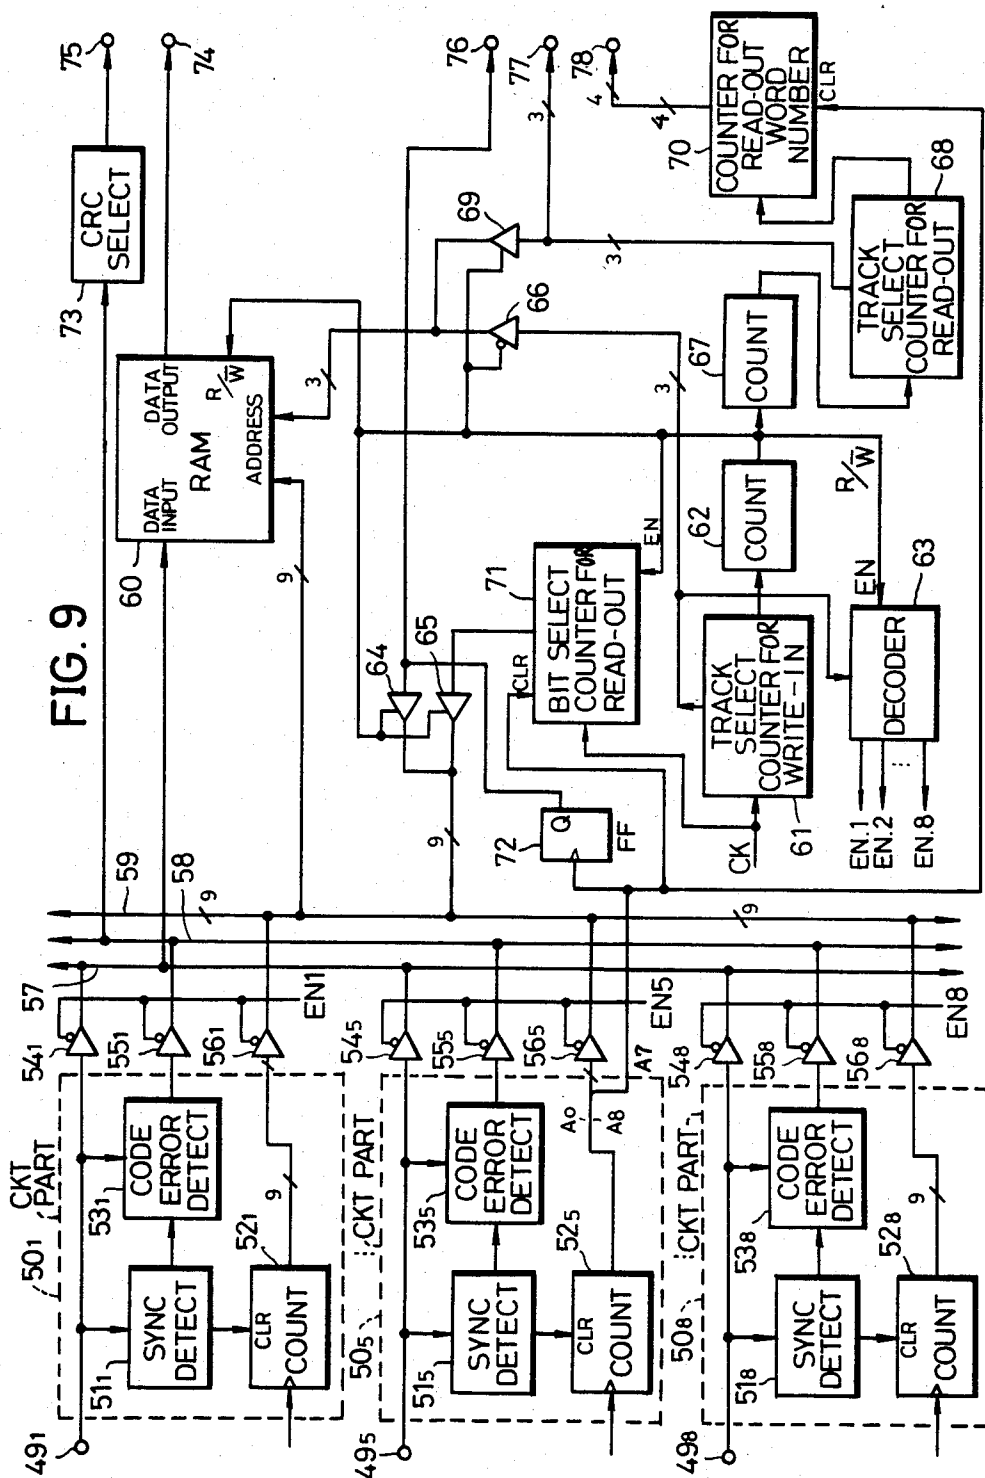 FIG. 9
75
74
76
77
78
3
4
4
CRC
SELECT
73
DATA
INPUT
DATA
OUTPUT
RAM
R/W̅
ADDRESS
60
9
3
69
3
66
COUNTER FOR
READ-OUT
WORD
NUMBER
CLR
70
TRACK
SELECT
COUNTER FOR
READ-OUT
68
67
COUNT
3
62
COUNT
R/W̅
EN
63
DECODER
EN.1
EN.2
EN.8
64
65
71
CLR
BIT SELECT
COUNTER FOR
READ-OUT
EN
TRACK
SELECT
COUNTER FOR
WRITE-IN
61
CK
9
72
Q
FF
59
58
57
9
9
54₁
55₁
56₁
EN1
54₅
55₅
56₅
EN5
A7
A0
A8
54₈
55₈
56₈
EN8
CKT
PART
50₁
53₁
CODE
ERROR
DETECT
51₁
SYNC
DETECT
52₁
CLR
COUNT
9
49₁
CKT PART
50₅
53₅
CODE
ERROR
DETECT
51₅
SYNC
DETECT
52₅
CLR
COUNT
49₅
CKT PART
50₈
53₈
CODE
ERROR
DETECT
51₈
SYNC
DETECT
52₈
CLR
COUNT
9
49₈